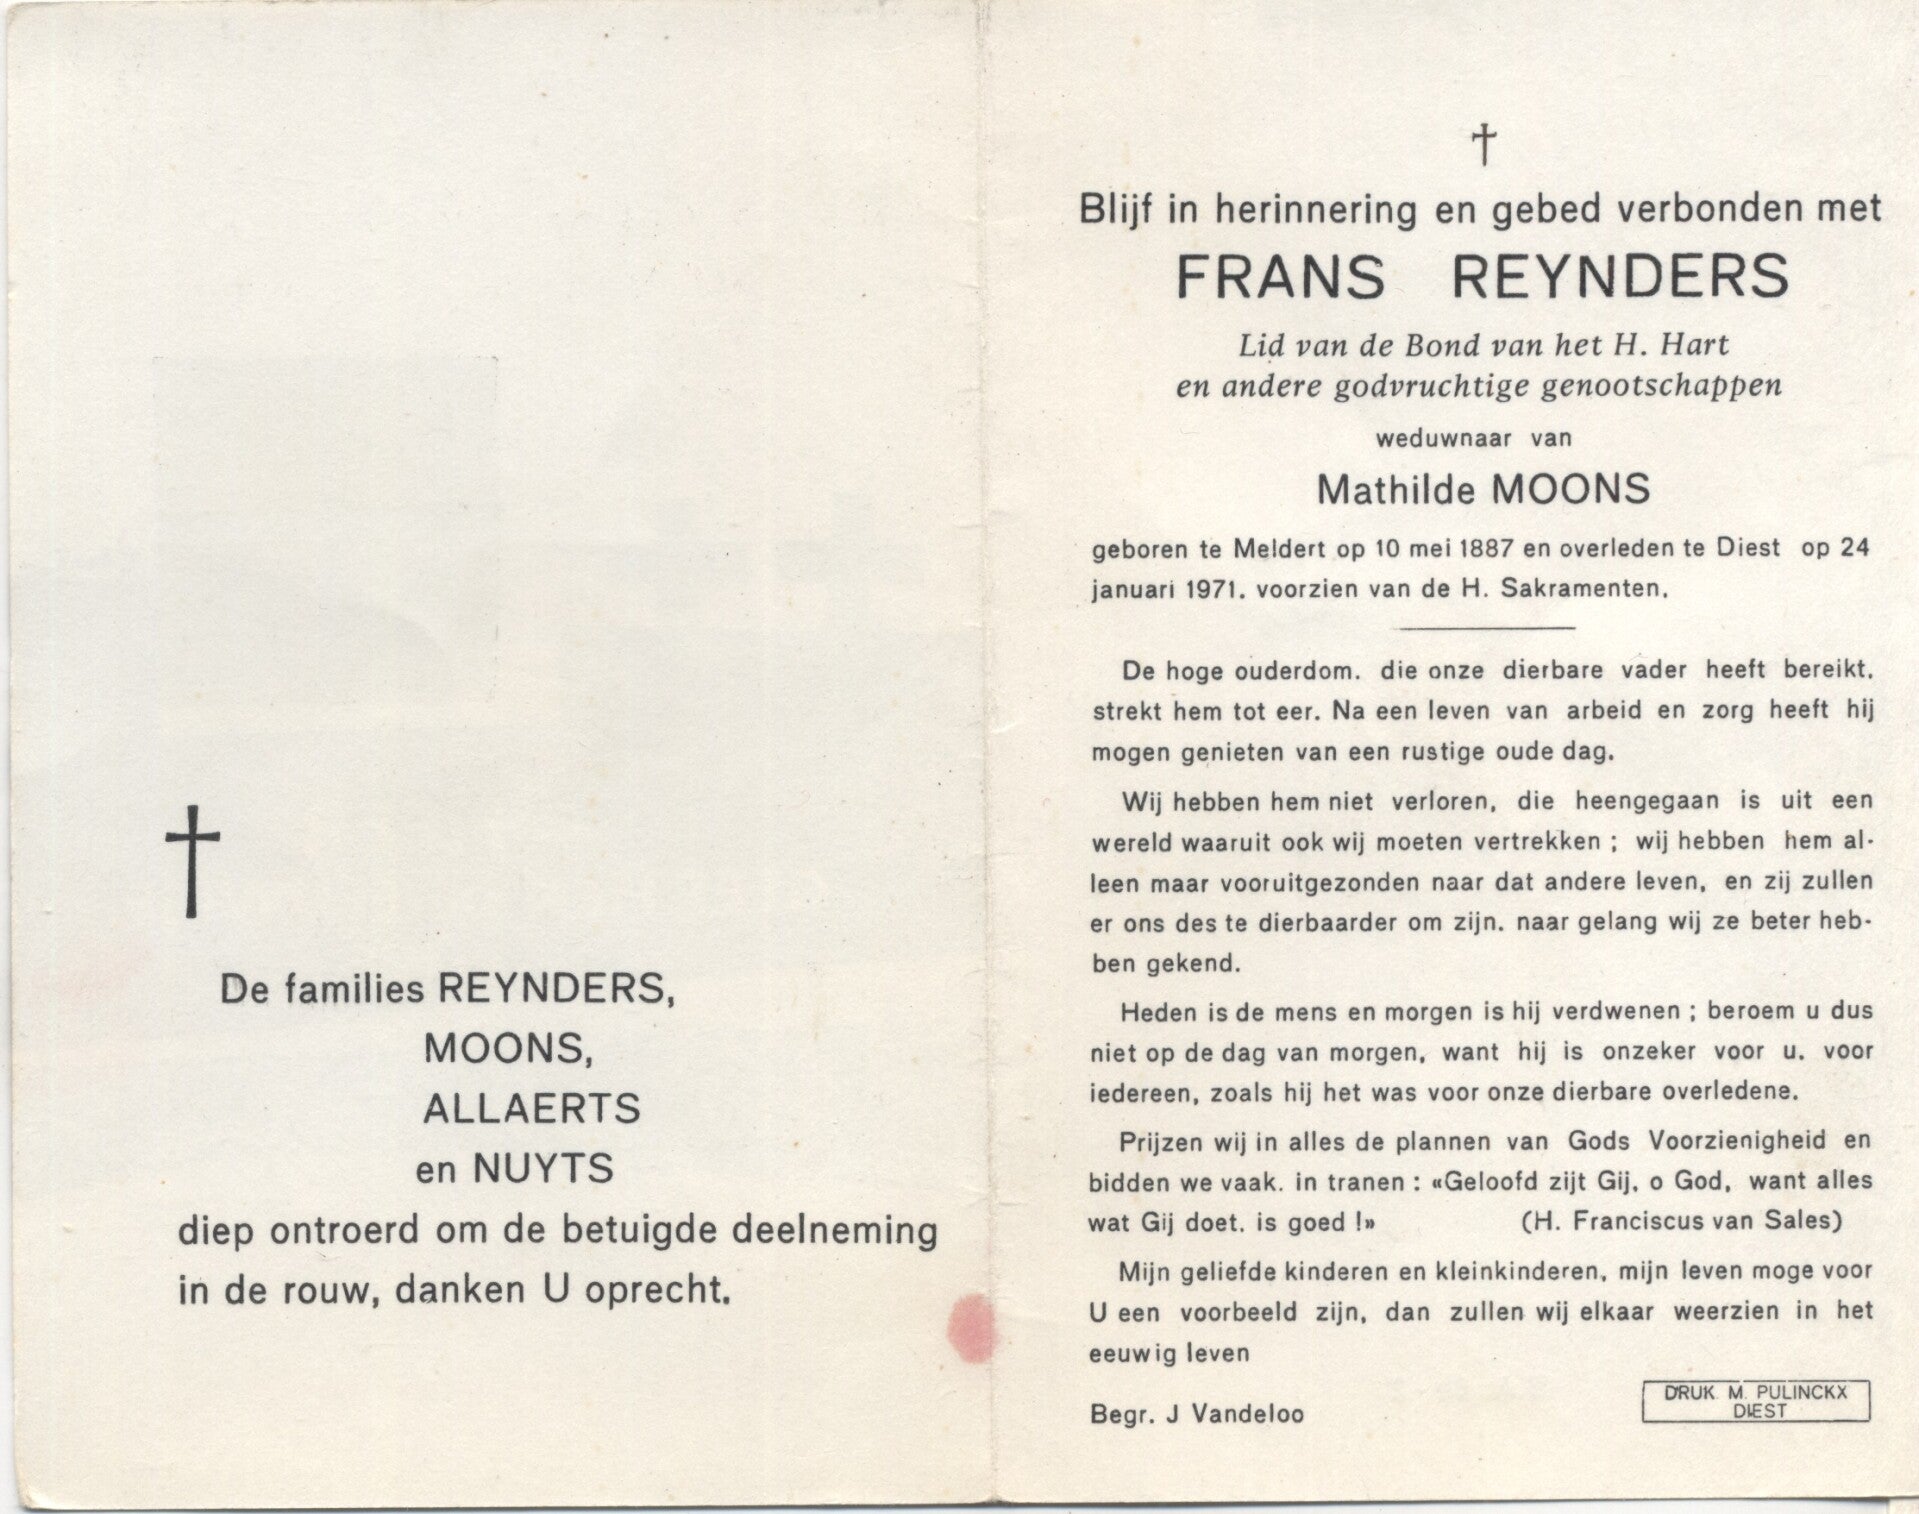 De families REYNDERS,
MOONS,
ALLAERTS
en NUYTS
diep ontroerd om de betuigde deelneming
in de rouw, danken U oprecht.
Blijf in herinnering en gebed verbonden met
FRANS REYNDERS
Lid van de Bond van het H. Hart
en andere godvruchtige genootschappen
weduwnaar van
Mathilde MOONS
geboren te Meldert op 10 mei 1887 en overleden te Diest op 24
januari 1971. voorzien van de H. Sakramenten.
De hoge ouderdom. die onze dierbare vader heeft bereikt.
strekt hem tot eer. Na een leven van arbeid en zorg heeft hij
mogen genieten van een rustige oude dag.
Wij hebben hem niet verloren, die heengegaan is uit een
wereld waaruit ook wij moeten vertrekken ; wij hebben hem al-
leen maar vooruitgezonden naar dat andere leven, en zij zullen
er ons des te dierbaarder om zijn. naar gelang wij ze beter heb-
ben gekend.
Heden is de mens en morgen is hij verdwenen ; beroem u dus
niet op de dag van morgen, want hij is onzeker voor u. voor
iedereen, zoals hij het was voor onze dierbare overledene.
Prijzen wij in alles de plannen van Gods Voorzienigheid en
bidden we vaak. in tranen : «Geloofd zijt Gij, o God, want alles
wat Gij doet. is goed !» (H. Franciscus van Sales)
Mijn geliefde kinderen en kleinkinderen, mijn leven moge voor
U een voorbeeld zijn, dan zullen wij elkaar weerzien in het
eeuwig leven
Begr. J Vandeloo
DRUK. M. PULINCKX
DIEST